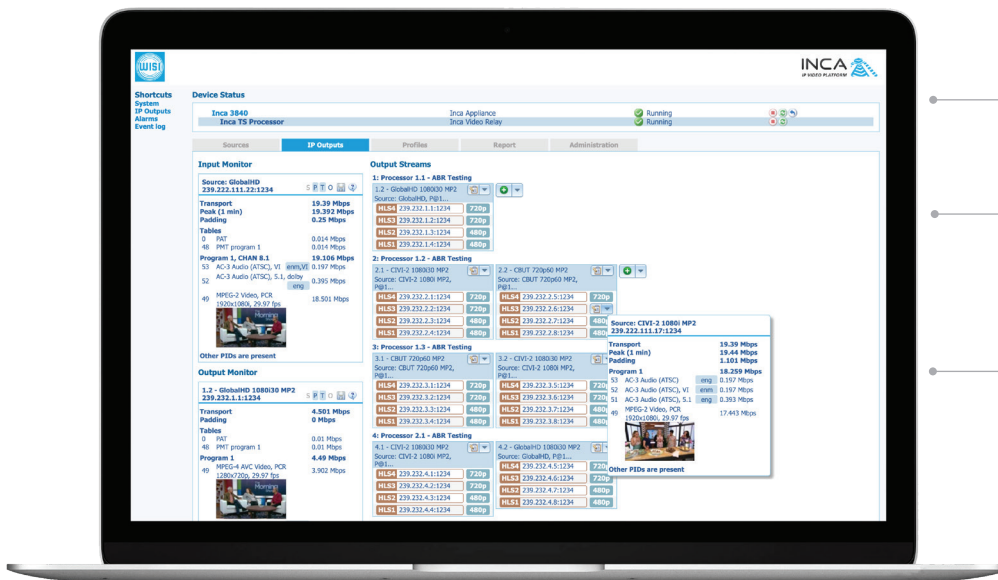 WISI
INCA
IP VIDEO PLATFORM
Shortcuts
System
IP Outputs
Alarms
Event log
Device Status
Inca 3840 Inca Appliance Running
Inca TS Processor Inca Video Relay Running
Sources IP Outputs Profiles Report Administration
Input Monitor
Source: GlobalHD
239.222.111.22:1234 S P T O
Transport 19.39 Mbps
Peak (1 min) 19.392 Mbps
Padding 0.25 Mbps
Tables
0 PAT 0.014 Mbps
48 PMT program 1 0.014 Mbps
Program 1, CHAN 8.1 19.106 Mbps
53 AC-3 Audio (ATSC), VI enm,VI 0.197 Mbps
52 AC-3 Audio (ATSC), 5.1, dolby eng 0.395 Mbps
49 MPEG-2 Video, PCR
1920x1080i, 29.97 fps 18.501 Mbps
Morning
Other PIDs are present
Output Monitor
1.2 - GlobalHD 1080i30 MP2
239.232.1.1:1234 S P T O
Transport 4.501 Mbps
Padding 0 Mbps
Tables
0 PAT 0.01 Mbps
48 PMT program 1 0.01 Mbps
Program 1 4.49 Mbps
49 MPEG-4 AVC Video, PCR
1280x720p, 29.97 fps 3.902 Mbps
Morning
Output Streams
1: Processor 1.1 - ABR Testing
1.2 - GlobalHD 1080i30 MP2
Source: GlobalHD, P@1...
HLS4 239.232.1.1:1234 720p
HLS3 239.232.1.2:1234 720p
HLS2 239.232.1.3:1234 480p
HLS1 239.232.1.4:1234 480p
2: Processor 1.2 - ABR Testing
2.1 - CIVI-2 1080i30 MP2
Source: CIVI-2 1080i MP2,
P@1...
HLS4 239.232.2.1:1234 720p
HLS3 239.232.2.2:1234 720p
HLS2 239.232.2.3:1234 480p
HLS1 239.232.2.4:1234 480p
2.2 - CBUT 720p60 MP2
Source: CBUT 720p60 MP2,
P@1...
HLS4 239.232.2.5:1234 720p
HLS3 239.232.2.6:1234
HLS2 239.232.2.7:1234 480p
HLS1 239.232.2.8:1234 480p
3: Processor 1.3 - ABR Testing
3.1 - CBUT 720p60 MP2
Source: CBUT 720p60 MP2,
P@1...
HLS4 239.232.3.1:1234 720p
HLS3 239.232.3.2:1234 720p
HLS2 239.232.3.3:1234 480p
HLS1 239.232.3.4:1234 480p
3.2 - CIVI-2 1080i30 MP2
Source: CIVI-2 1080i MP2,
P@1...
HLS4 239.232.3.5:1234 720p
HLS3 239.232.3.6:1234 720p
HLS2 239.232.3.7:1234 480p
HLS1 239.232.3.8:1234 480p
4: Processor 2.1 - ABR Testing
4.1 - CIVI-2 1080i30 MP2
Source: CIVI-2 1080i MP2,
P@1...
HLS4 239.232.4.1:1234 720p
HLS3 239.232.4.2:1234 720p
HLS2 239.232.4.3:1234 480p
HLS1 239.232.4.4:1234 480p
4.2 - GlobalHD 1080i30 MP2
Source: GlobalHD, P@1...
HLS4 239.232.4.5:1234 720p
HLS3 239.232.4.6:1234 720p
HLS2 239.232.4.7:1234 480p
HLS1 239.232.4.8:1234 480p
Source: CIVI-2 1080i MP2
222.111.17:1234
Transport 19.39 Mbps
Peak (1 min) 19.44 Mbps
Padding 1.101 Mbps
Program 1 18.259 Mbps
53 AC-3 Audio (ATSC) eng 0.197 Mbps
52 AC-3 Audio (ATSC), VI enm 0.197 Mbps
51 AC-3 Audio (ATSC), 5.1 eng 0.393 Mbps
49 MPEG-2 Video, PCR
1920x1080i, 29.97 fps 17.443 Mbps
Other PIDs are present